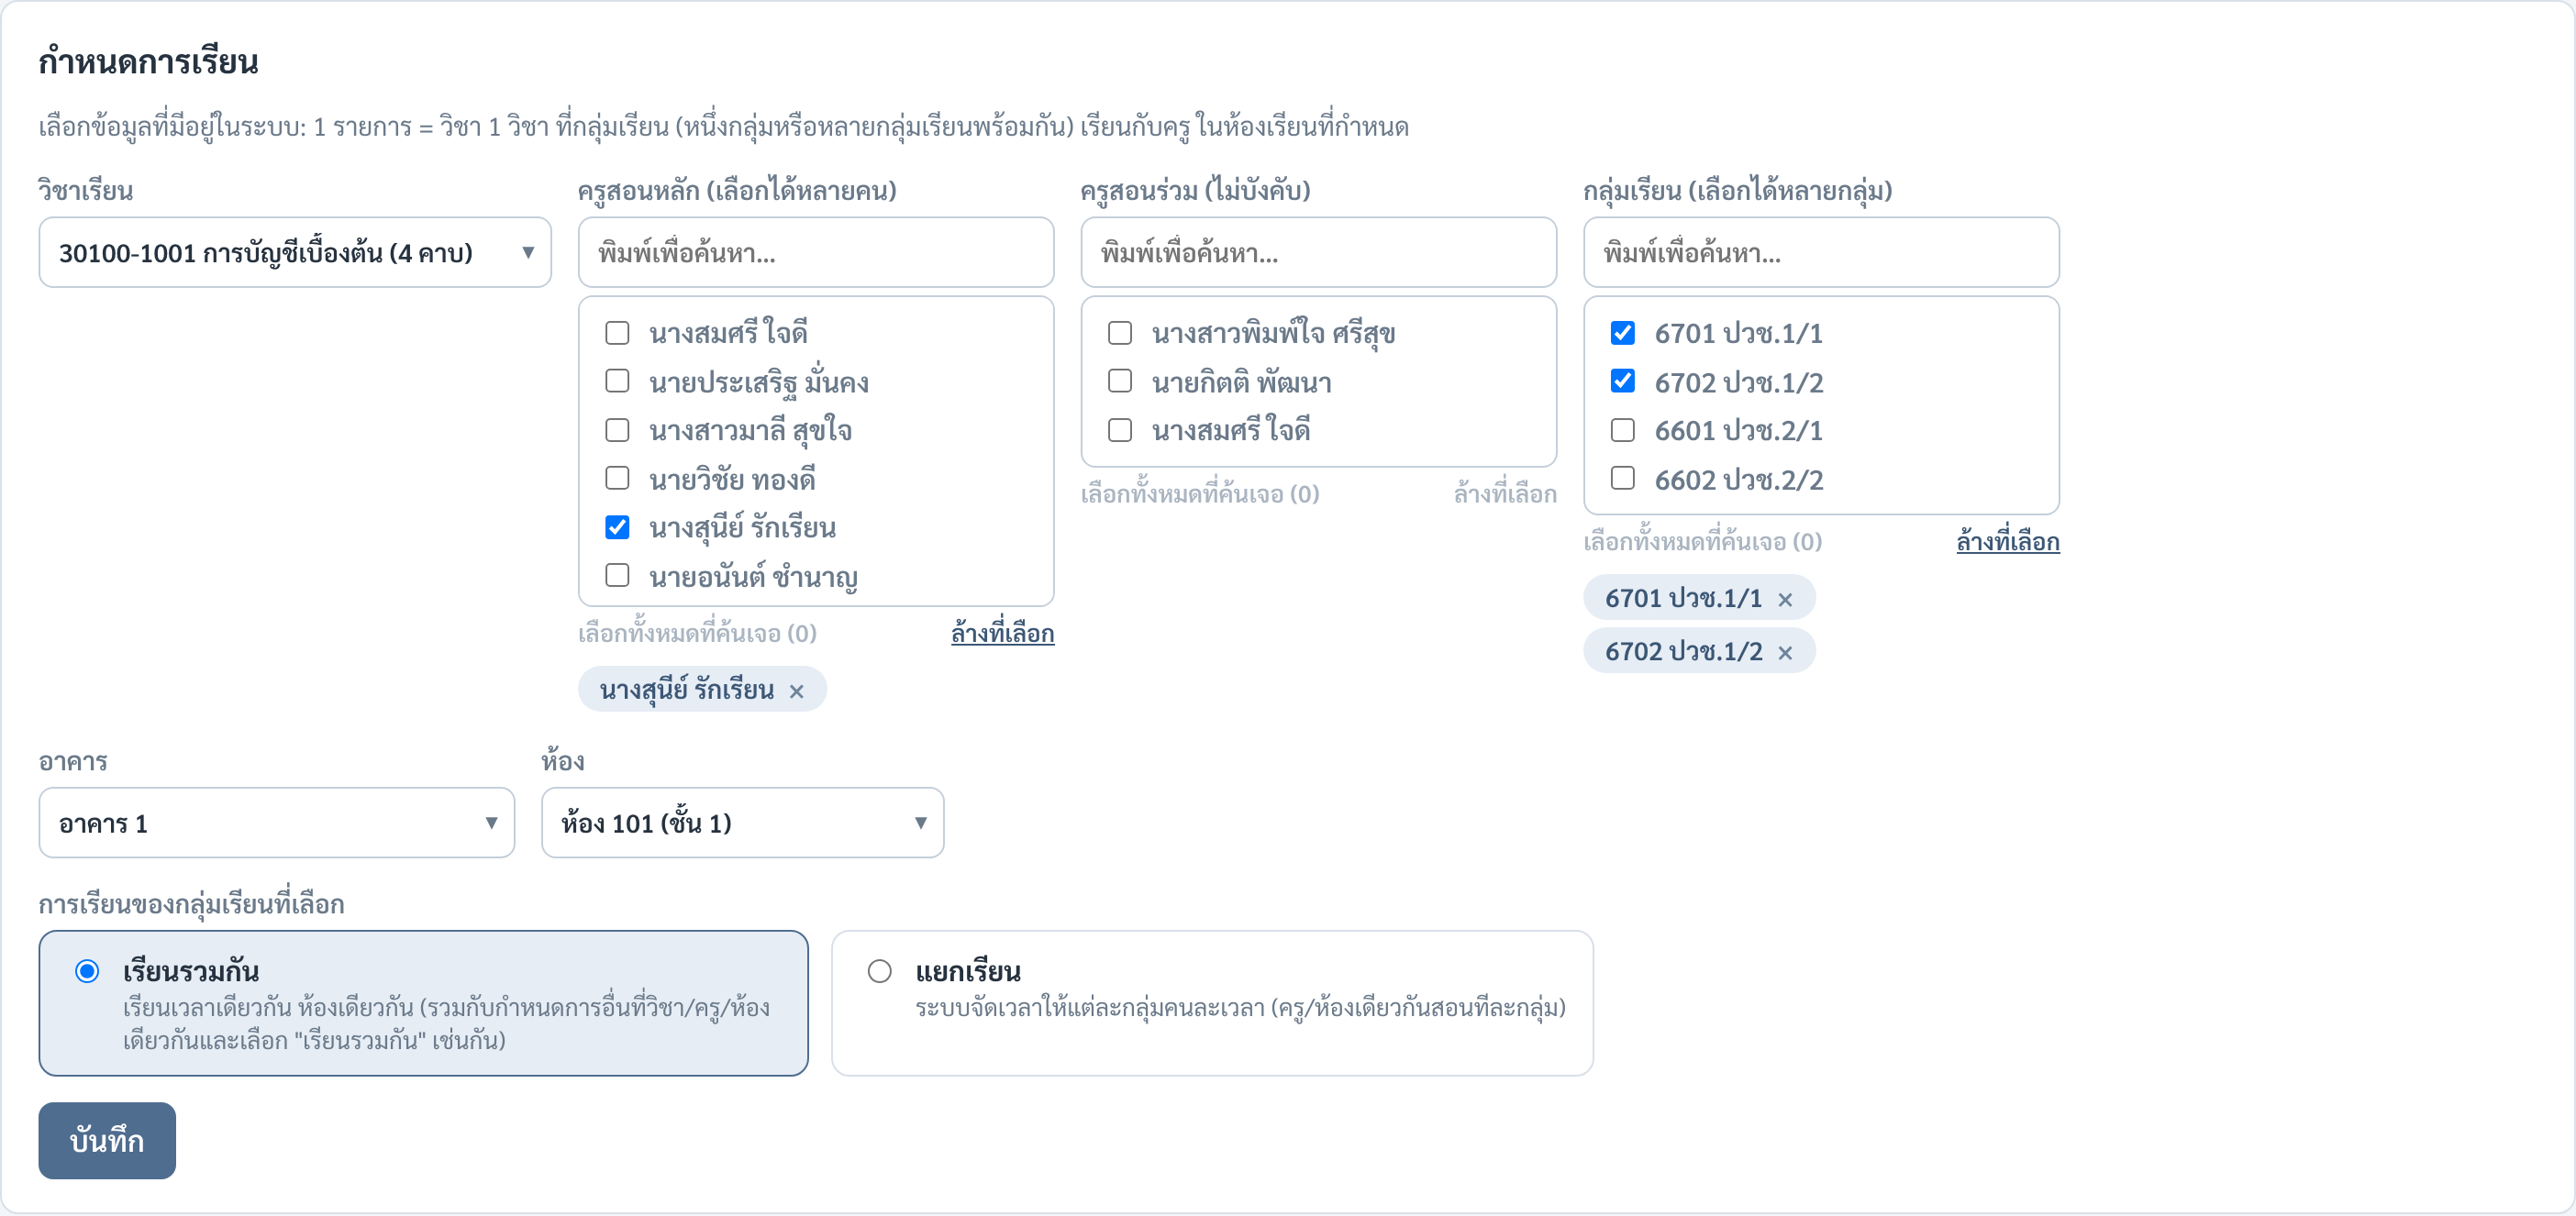 กำหนดการเรียน
เลือกข้อมูลที่มีอยู่ในระบบ: 1 รายการ = วิชา 1 วิชา ที่กลุ่มเรียน (หนึ่งกลุ่มหรือหลายกลุ่มเรียนพร้อมกัน) เรียนกับครู ในห้องเรียนที่กำหนด
วิชาเรียน
30100-1001 การบัญชีเบื้องต้น (4 คาบ)
ครูสอนหลัก (เลือกได้หลายคน)
พิมพ์เพื่อค้นหา...
นางสมศรี ใจดี
นายประเสริฐ มั่นคง
นางสาวมาลี สุขใจ
นายวิชัย ทองดี
นางสุนีย์ รักเรียน
นายอนันต์ ชำนาญ
เลือกทั้งหมดที่ค้นเจอ (0) ล้างที่เลือก
นางสุนีย์ รักเรียน ×
ครูสอนร่วม (ไม่บังคับ)
พิมพ์เพื่อค้นหา...
นางสาวพิมพ์ใจ ศรีสุข
นายกิตติ พัฒนา
นางสมศรี ใจดี
เลือกทั้งหมดที่ค้นเจอ (0) ล้างที่เลือก
กลุ่มเรียน (เลือกได้หลายกลุ่ม)
พิมพ์เพื่อค้นหา...
6701 ปวช.1/1
6702 ปวช.1/2
6601 ปวช.2/1
6602 ปวช.2/2
เลือกทั้งหมดที่ค้นเจอ (0) ล้างที่เลือก
6701 ปวช.1/1 ×
6702 ปวช.1/2 ×
อาคาร
อาคาร 1
ห้อง
ห้อง 101 (ชั้น 1)
การเรียนของกลุ่มเรียนที่เลือก
เรียนรวมกัน
เรียนเวลาเดียวกัน ห้องเดียวกัน (รวมกับกำหนดการอื่นที่วิชา/ครู/ห้อง
เดียวกันและเลือก "เรียนรวมกัน" เช่นกัน)
แยกเรียน
ระบบจัดเวลาให้แต่ละกลุ่มคนละเวลา (ครู/ห้องเดียวกันสอนทีละกลุ่ม)
บันทึก